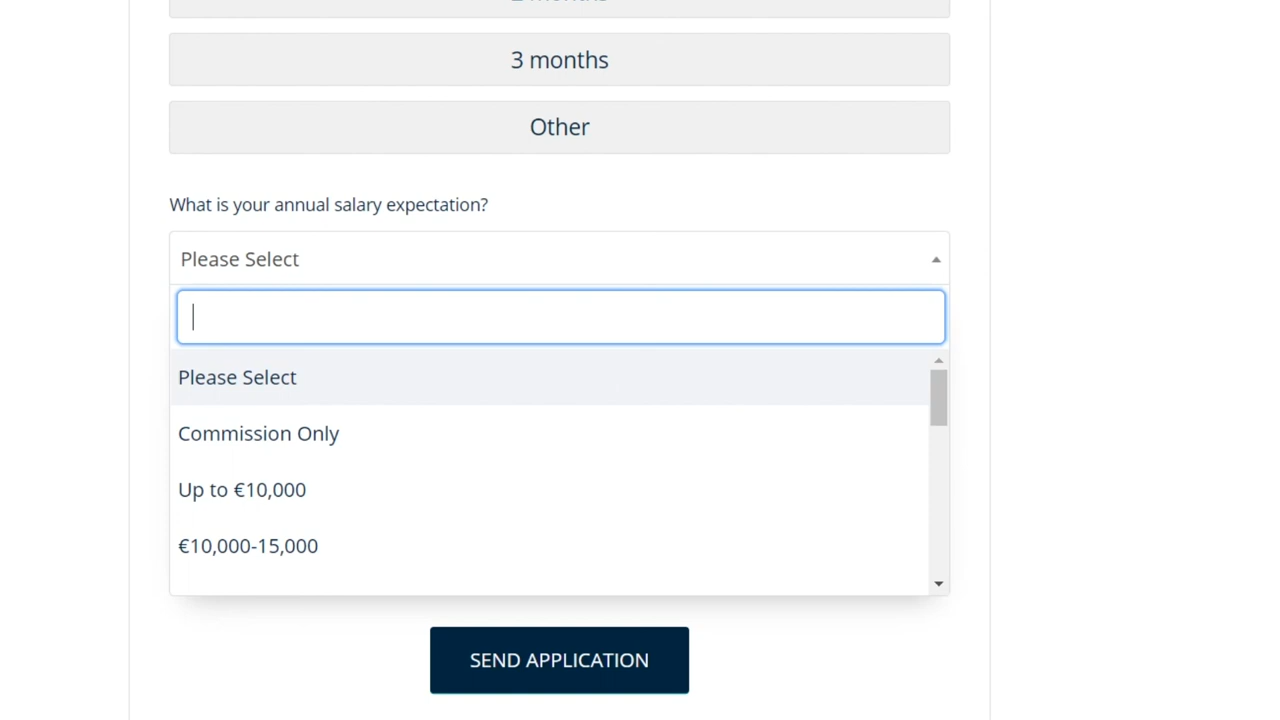 3 months
Other
What is your annual salary expectation?
Please Select
Please Select
Commission Only
Up to €10,000
€10,000-15,000
SEND APPLICATION